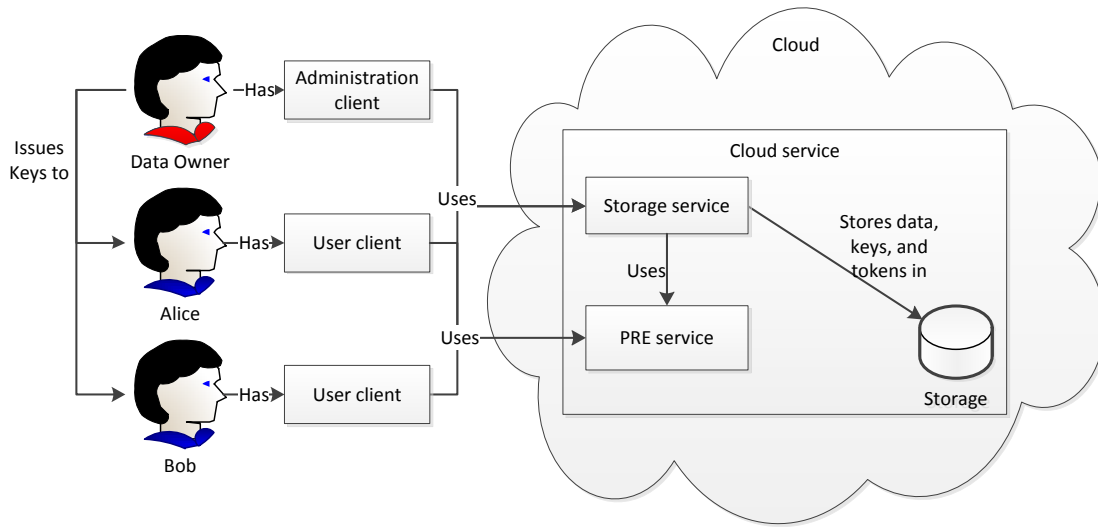 Cloud
Has
Administration
client
Issues
Keys to
Data Owner
Cloud service
Uses
Storage service
Stores data,
keys, and
tokens in
Has
User client
Uses
Alice
Uses
PRE service
Has
User client
Storage
Bob